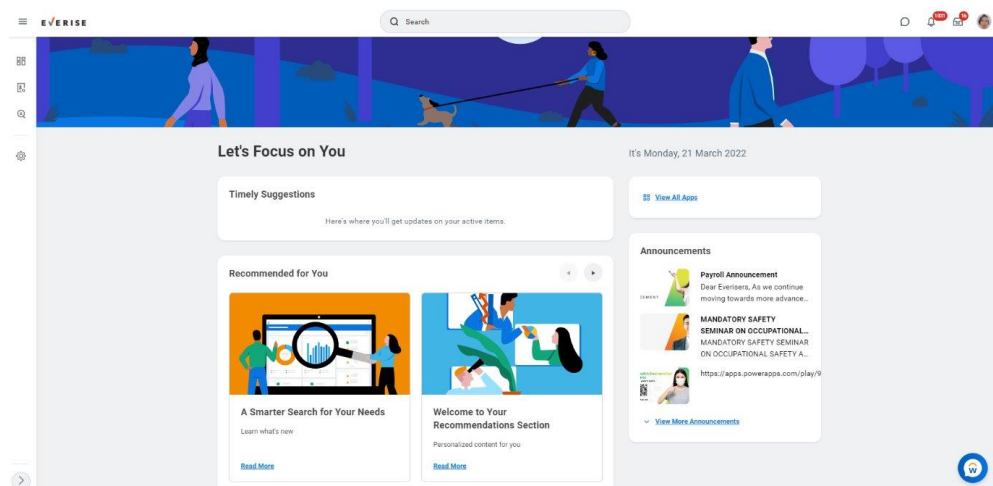 EVERISE
Search
Let's Focus on You
It's Monday, 21 March 2022
Timely Suggestions
Here's where you'll get updates on your active items.
View All Apps
Recommended for You
A Smarter Search for Your Needs
Learn what's new
Read More
Welcome to Your
Recommendations Section
Personalized content for you
Read More
Announcements
CEMENT
Payroll Announcement
Dear Everisers, As we continue
moving towards more advance...
MANDATORY SAFETY
SEMINAR ON OCCUPATIONAL...
MANDATORY SAFETY SEMINAR
ON OCCUPATIONAL SAFETY A...
https://apps.powerapps.com/play/9
View More Announcements
W